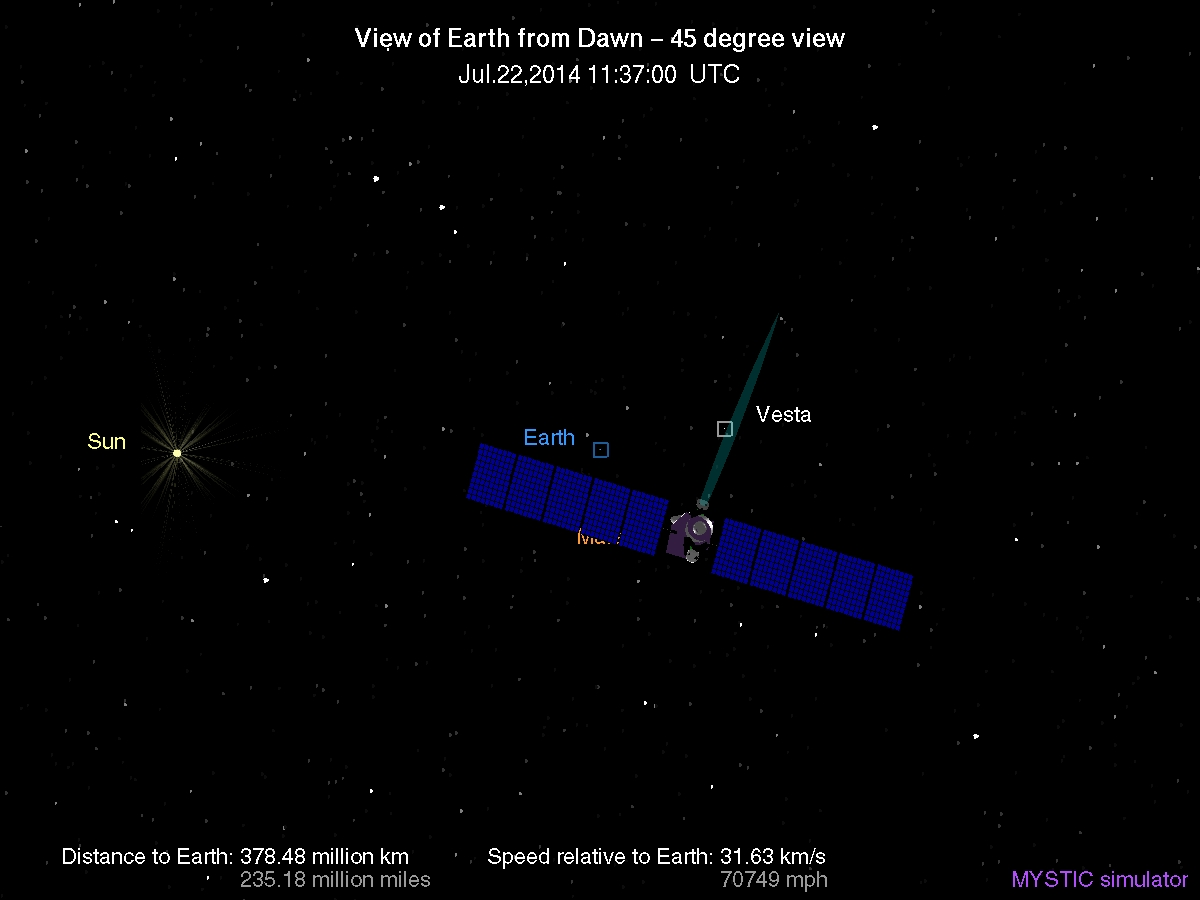 View of Earth from Dawn – 45 degree view
Jul.22,2014 11:37:00 UTC
Vesta
Earth
Sun
Distance to Earth: 378.48 million km
235.18 million miles
Speed relative to Earth: 31.63 km/s
70749 mph
MYSTIC simulator